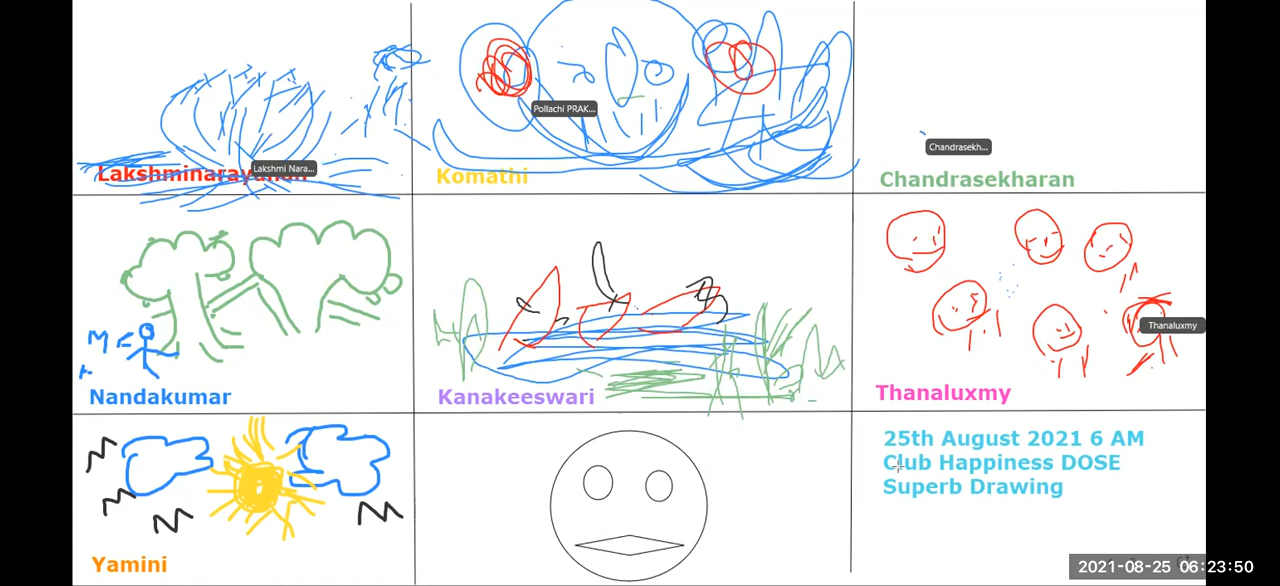 Lakshmi Nara...
Lakshminarayanan
Pollachi PRAK...
Komathi
Chandrasekh...
Chandrasekharan
Nandakumar
Kanakeeswari
Thanaluxmy
Thanaluxmy
Yamini
25th August 2021 6 AM
Club Happiness DOSE
Superb Drawing
2021-08-25 06:23:50